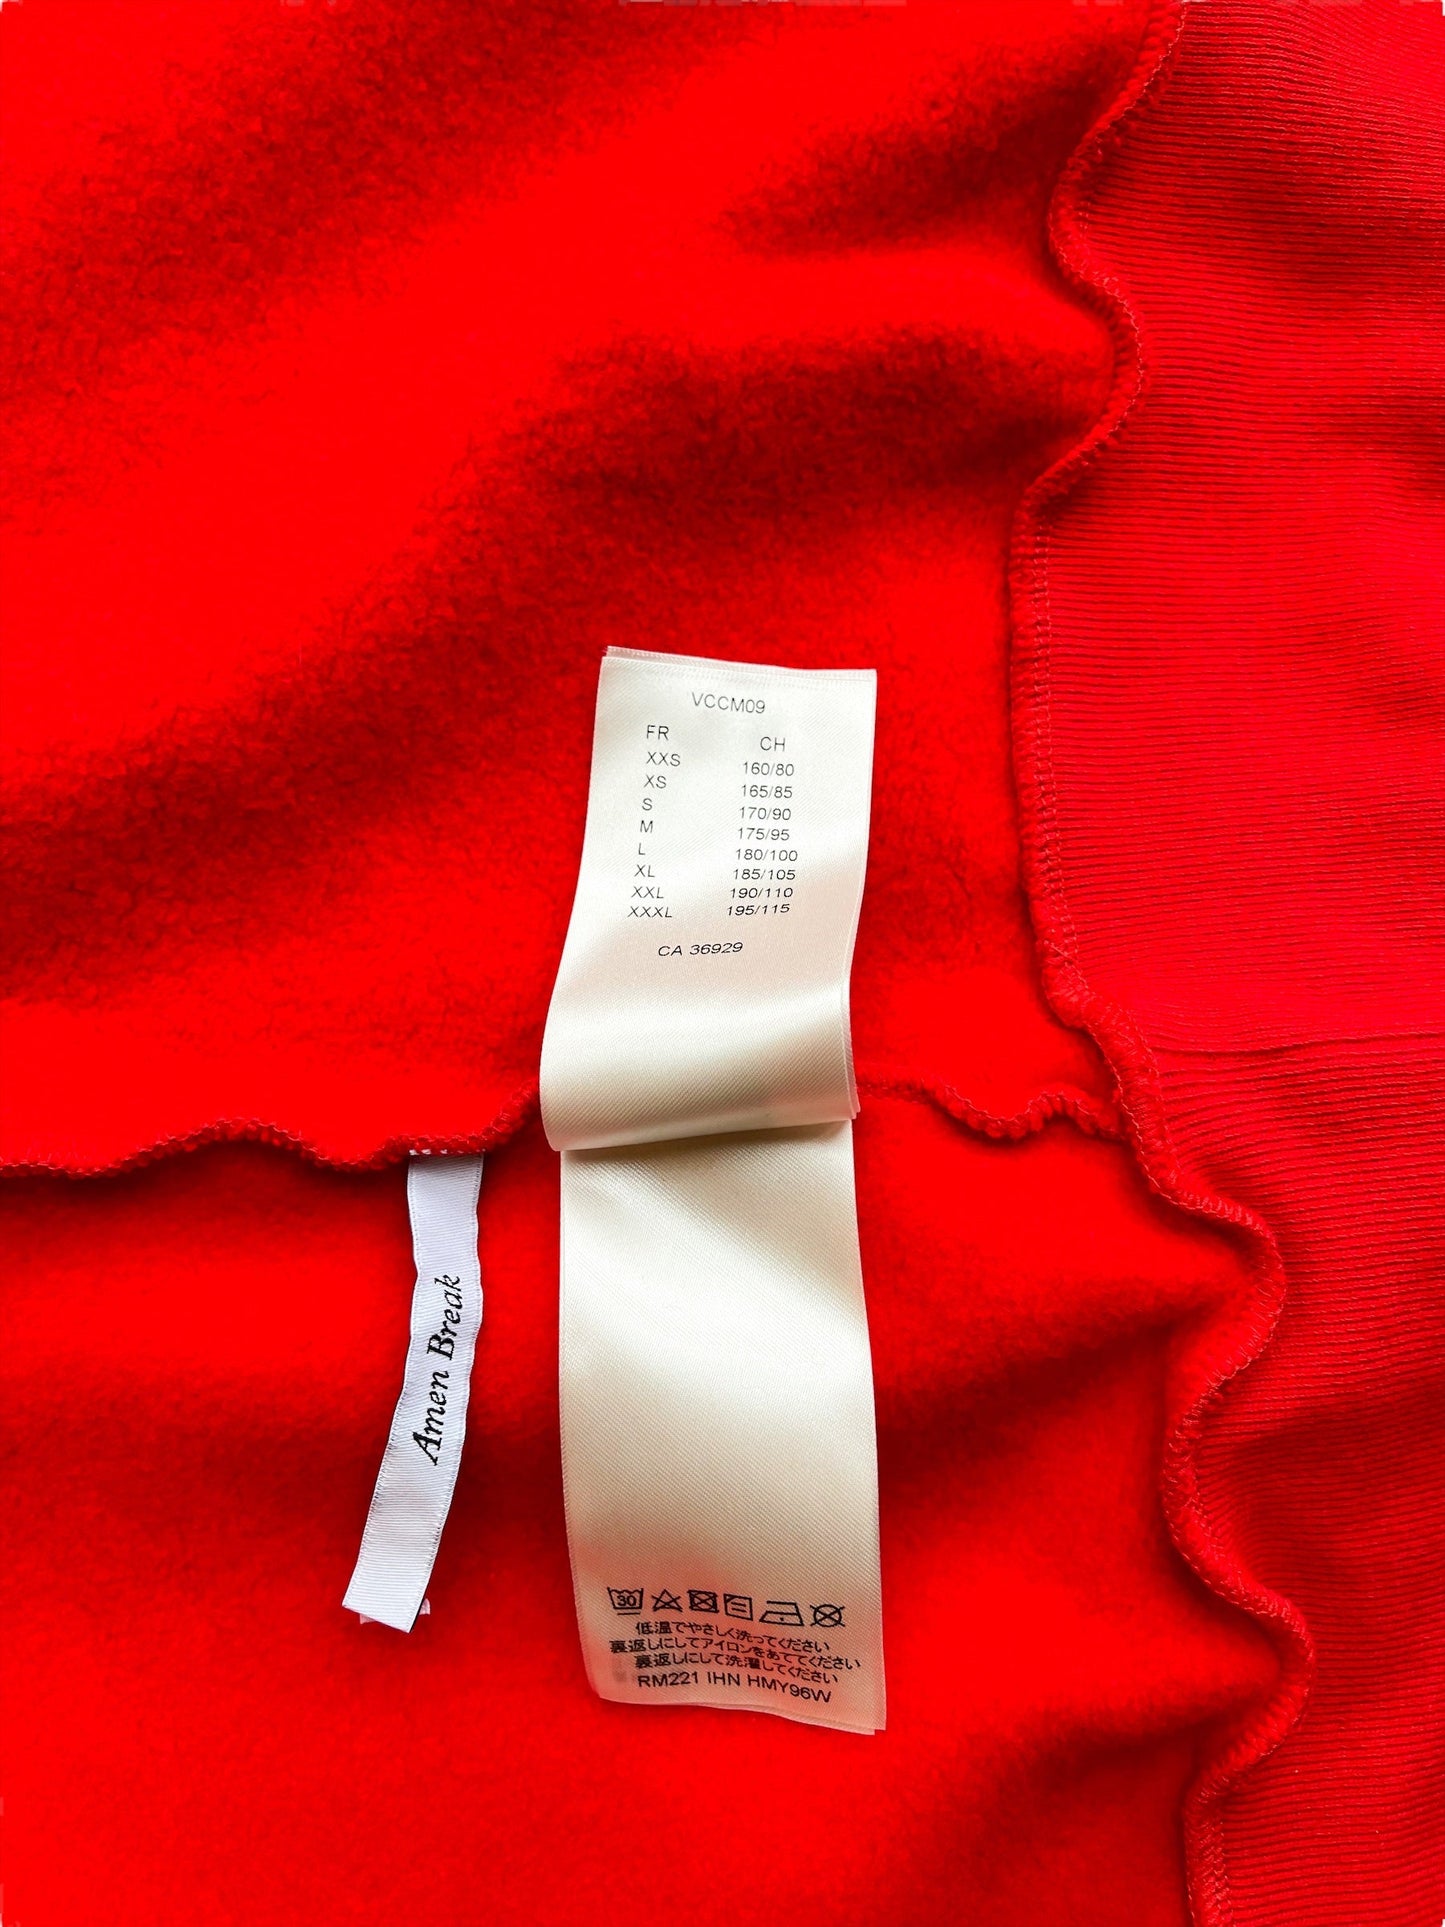 VCCM09
FR CH
XXS 160/80
XS 165/85
S 170/90
M 175/95
L 180/100
XL 185/105
XXL 190/110
XXXL 195/115
CA 36929
Amen Break
30
低温でやさしく洗ってください
裏返しにしてアイロンをあててください
裏返しにして洗濯してください
RM221 IHN HMY96W